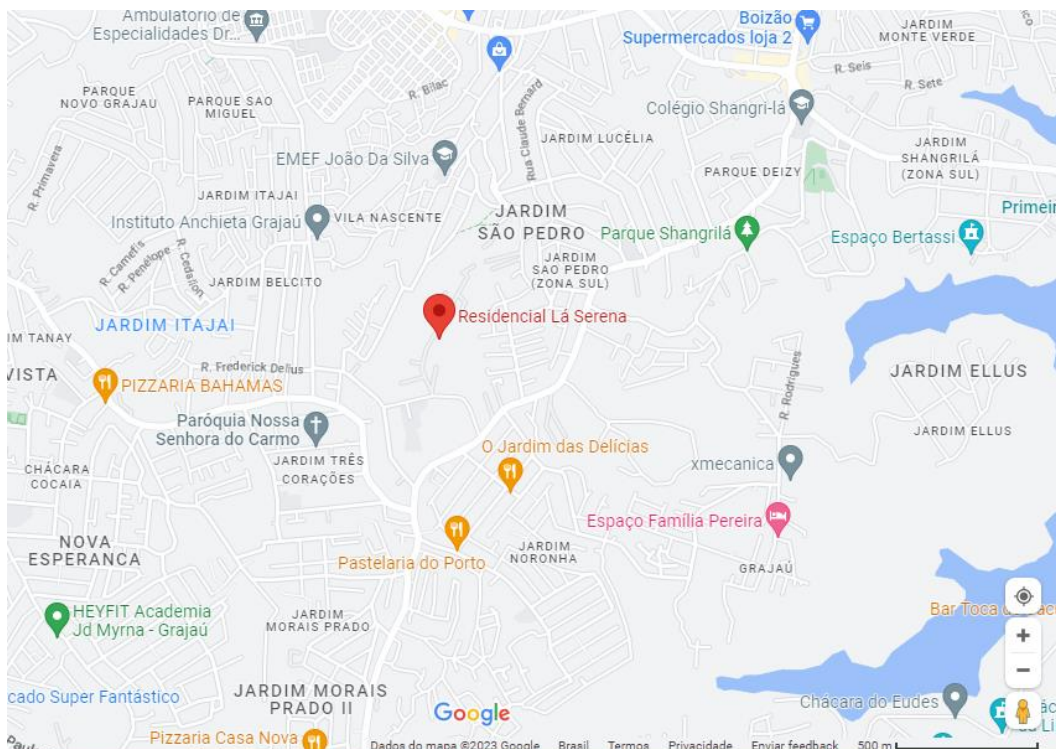 Ambulatório de
Especialidades Dr...
Boizão
Supermercados loja 2
JARDIM
MONTE VERDE
R. Seis
R. Sete
PARQUE
NOVO GRAJAU
PARQUE SAO
MIGUEL
R. Bilac
Rua Claude Bernard
Colégio Shangri-lá
JARDIM LUCÉLIA
JARDIM
SHANGRILÁ
(ZONA SUL)
EMEF João Da Silva
PARQUE DEIZY
R. Primavera
JARDIM ITAJAI
Instituto Anchieta Grajaú
VILA NASCENTE
JARDIM
SÃO PEDRO
Parque Shangrilá
Primeir
Espaço Bertassi
R. Camefis
R. Penélope
R. Cedalion
JARDIM BELCITO
JARDIM
SAO PEDRO
(ZONA SUL)
Residencial Lá Serena
JARDIM ITAJAI
IM TANAY
VISTA
R. Frederick Delius
PIZZARIA BAHAMAS
R. Rodrigues
JARDIM ELLUS
Paróquia Nossa
Senhora do Carmo
JARDIM ELLUS
O Jardim das Delícias
JARDIM TRÊS
CORAÇÕES
xmecanica
CHÁCARA
COCAIA
Espaço Família Pereira
NOVA
ESPERANCA
Pastelaria do Porto
JARDIM
NORONHA
GRAJAÚ
HEYFIT Academia
Jd Myrna - Grajaú
JARDIM
MORAIS PRADO
Bar Toca d
cado Super Fantástico
JARDIM MORAIS
PRADO II
Chácara do Eudes
Google
Pizzaria Casa Nova
Dados do mapa ©2023 Google Brasil Termos Privacidade Enviar feedback 500 m